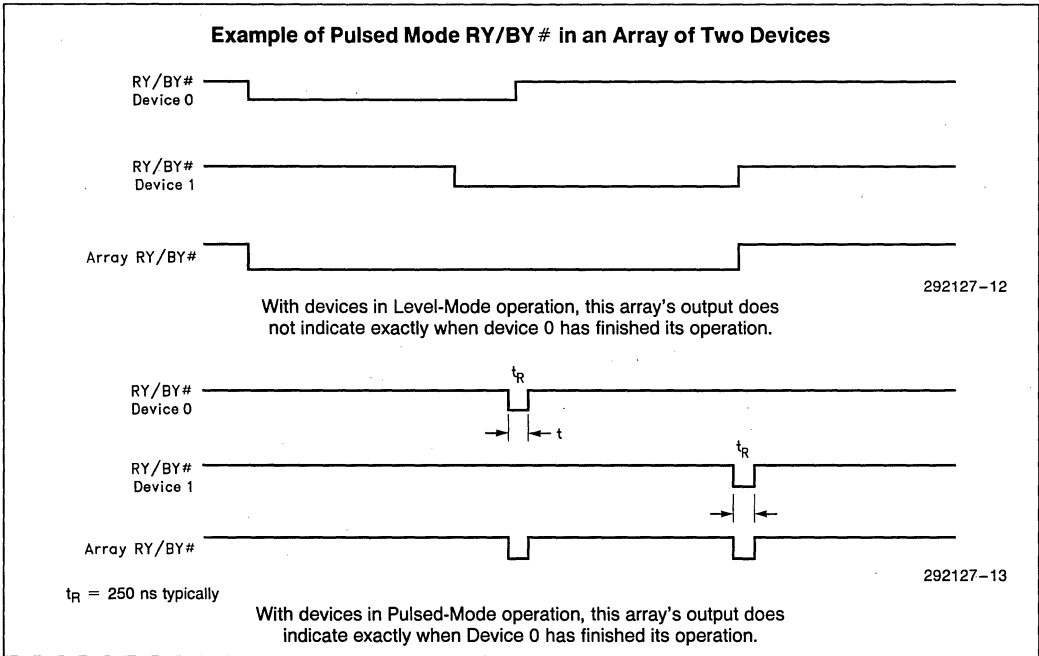 Example of Pulsed Mode RY/BY# in an Array of Two Devices
RY/BY#
Device 0
RY/BY#
Device 1
Array RY/BY#
292127-12
With devices in Level-Mode operation, this array's output does
not indicate exactly when device 0 has finished its operation.
tR
RY/BY#
Device 0
t
tR
RY/BY#
Device 1
Array RY/BY#
292127-13
tR = 250 ns typically
With devices in Pulsed-Mode operation, this array's output does
indicate exactly when Device 0 has finished its operation.